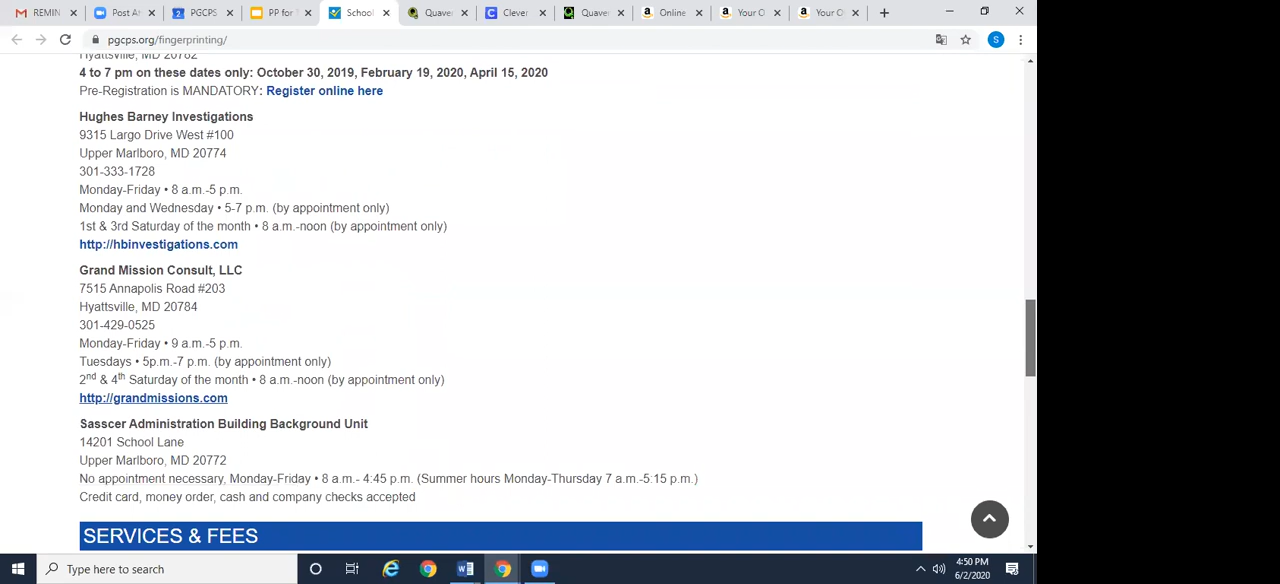 REMIN
Post A
PGCPS
PP for
School
Quaver
Clever
Quaver
Online
Your O
Your O
pgcps.org/fingerprinting/
Hyattsville, MD 20782
4 to 7 pm on these dates only: October 30, 2019, February 19, 2020, April 15, 2020
Pre-Registration is MANDATORY: Register online here
Hughes Barney Investigations
9315 Largo Drive West #100
Upper Marlboro, MD 20774
301-333-1728
Monday-Friday • 8 a.m.-5 p.m.
Monday and Wednesday • 5-7 p.m. (by appointment only)
1st & 3rd Saturday of the month • 8 a.m.-noon (by appointment only)
http://hbinvestigations.com
Grand Mission Consult, LLC
7515 Annapolis Road #203
Hyattsville, MD 20784
301-429-0525
Monday-Friday • 9 a.m.-5 p.m.
Tuesdays • 5p.m.-7 p.m. (by appointment only)
2nd & 4th Saturday of the month • 8 a.m.-noon (by appointment only)
http://grandmissions.com
Sasscer Administration Building Background Unit
14201 School Lane
Upper Marlboro, MD 20772
No appointment necessary, Monday-Friday • 8 a.m.- 4:45 p.m. (Summer hours Monday-Thursday 7 a.m.-5:15 p.m.)
Credit card, money order, cash and company checks accepted
SERVICES & FEES
Type here to search
4:50 PM
6/2/2020